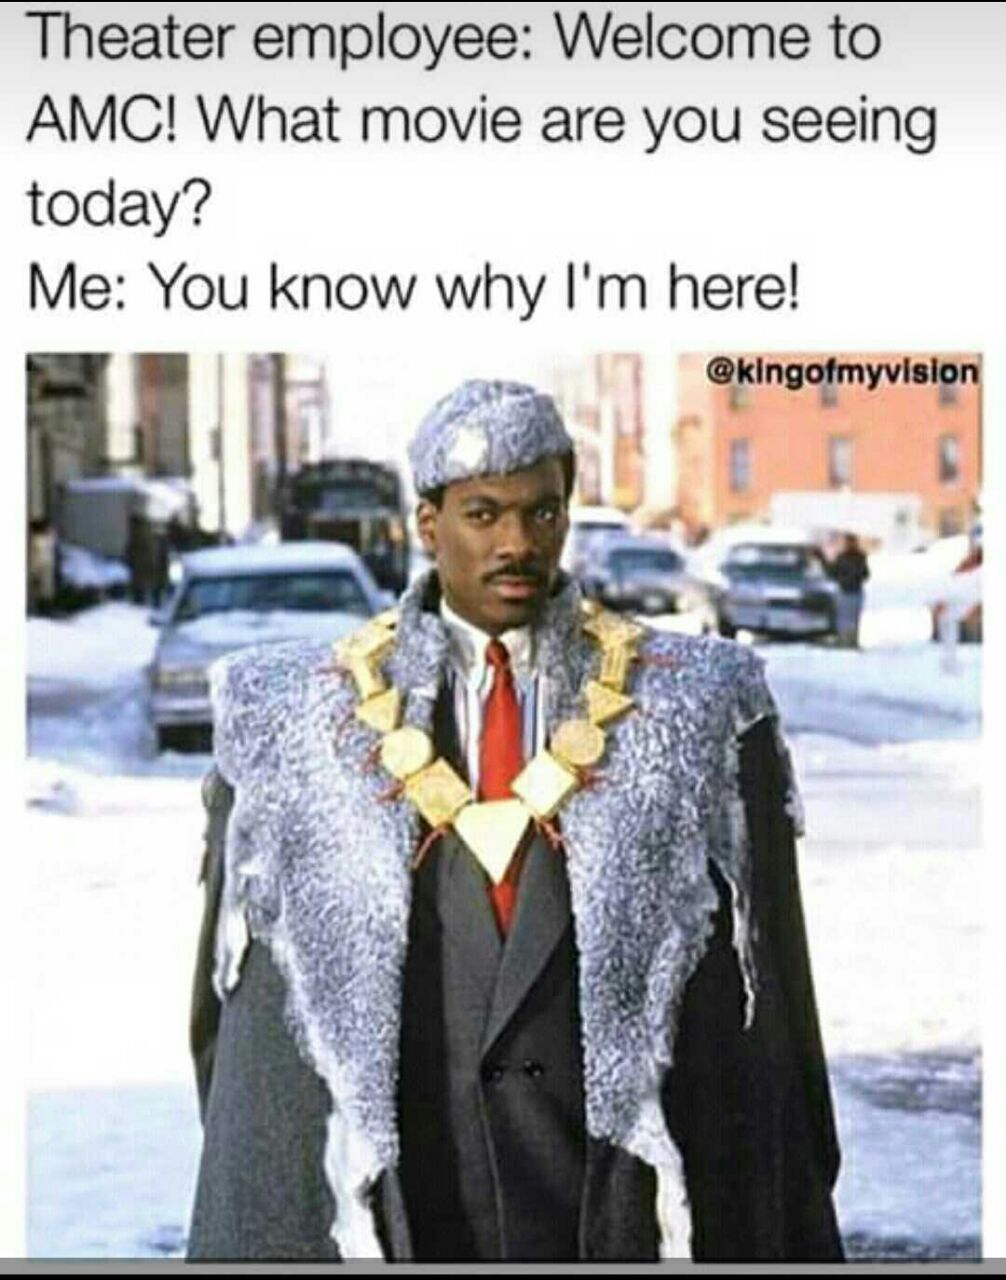 Theater employee: Welcome to
AMC! What movie are you seeing
today?
Me: You know why I'm here!
@kingofmyvision